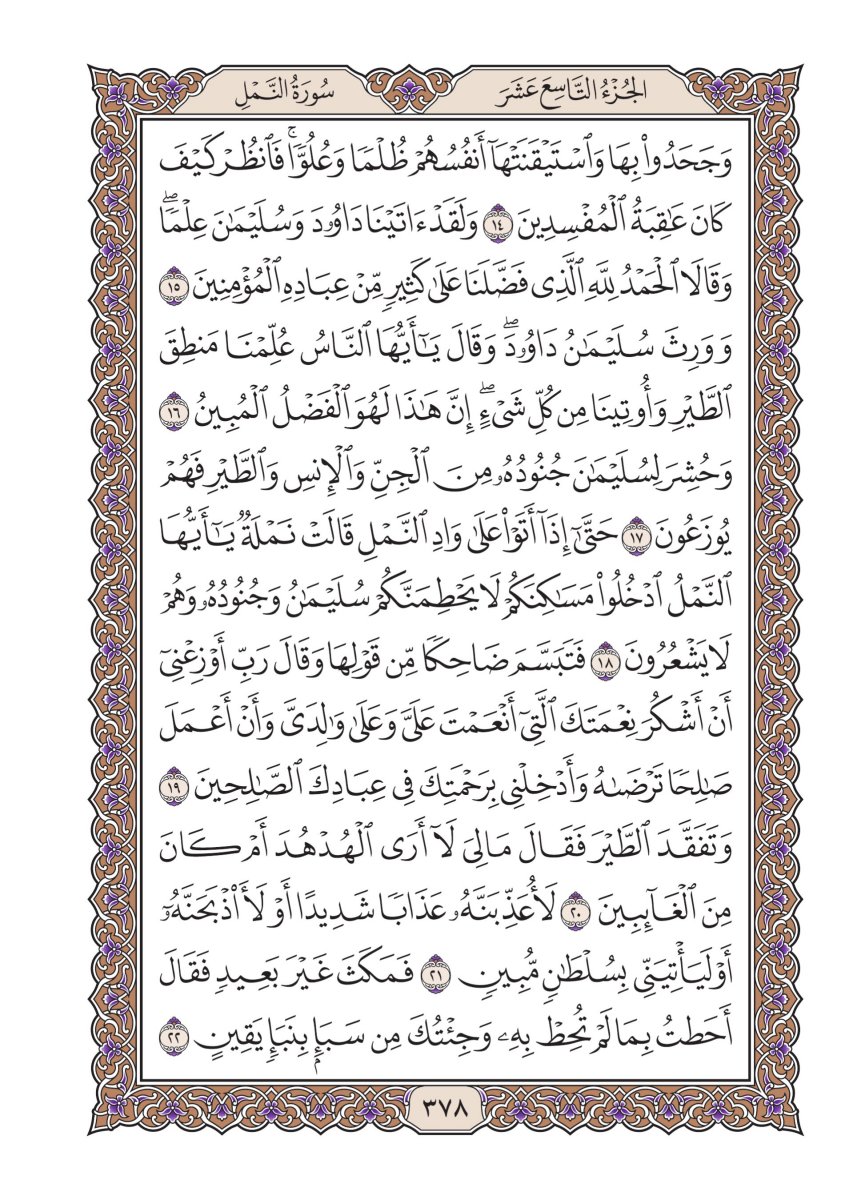 الجُزْءُ التَّاسِعَ عَشَرَ
سُورَةُ النَّمْلِ
وَجَحَدُوا۟ بِهَا وَٱسْتَيْقَنَتْهَآ أَنفُسُهُمْ ظُلْمًا وَعُلُوًّاۚ فَٱنظُرْ كَيْفَ
كَانَ عَٰقِبَةُ ٱلْمُفْسِدِينَ ١٤ وَلَقَدْ ءَاتَيْنَا دَاوُۥدَ وَسُلَيْمَٰنَ عِلْمًاۖ
وَقَالَا ٱلْحَمْدُ لِلَّهِ ٱلَّذِى فَضَّلَنَا عَلَىٰ كَثِيرٍ مِّنْ عِبَادِهِ ٱلْمُؤْمِنِينَ ١٥
وَوَرِثَ سُلَيْمَٰنُ دَاوُۥدَۖ وَقَالَ يَٰٓأَيُّهَا ٱلنَّاسُ عُلِّمْنَا مَنطِقَ
ٱلطَّيْرِ وَأُوتِينَا مِن كُلِّ شَىْءٍۖ إِنَّ هَٰذَا لَهُوَ ٱلْفَضْلُ ٱلْمُبِينُ ١٦
وَحُشِرَ لِسُلَيْمَٰنَ جُنُودُهُۥ مِنَ ٱلْجِنِّ وَٱلْإِنسِ وَٱلطَّيْرِ فَهُمْ
يُوزَعُونَ ١٧ حَتَّىٰٓ إِذَآ أَتَوْا۟ عَلَىٰ وَادِ ٱلنَّمْلِ قَالَتْ نَمْلَةٌ يَٰٓأَيُّهَا
ٱلنَّمْلُ ٱدْخُلُوا۟ مَسَٰكِنَكُمْ لَا يَحْطِمَنَّكُمْ سُلَيْمَٰنُ وَجُنُودُهُۥ وَهُمْ
لَا يَشْعُرُونَ ١٨ فَتَبَسَّمَ ضَاحِكًا مِّن قَوْلِهَا وَقَالَ رَبِّ أَوْزِعْنِىٓ
أَنْ أَشْكُرَ نِعْمَتَكَ ٱلَّتِىٓ أَنْعَمْتَ عَلَىَّ وَعَلَىٰ وَٰلِدَىَّ وَأَنْ أَعْمَلَ
صَٰلِحًا تَرْضَىٰهُ وَأَدْخِلْنِى بِرَحْمَتِكَ فِى عِبَادِكَ ٱلصَّٰلِحِينَ ١٩
وَتَفَقَّدَ ٱلطَّيْرَ فَقَالَ مَالِىَ لَآ أَرَى ٱلْهُدْهُدَ أَمْ كَانَ
مِنَ ٱلْغَآئِبِينَ ٢٠ لَأُعَذِّبَنَّهُۥ عَذَابًا شَدِيدًا أَوْ لَأَا۟ذْبَحَنَّهُۥٓ
أَوْ لَيَأْتِيَنِّى بِسُلْطَٰنٍ مُّبِينٍ ٢١ فَمَكَثَ غَيْرَ بَعِيدٍ فَقَالَ
أَحَطتُ بِمَا لَمْ تُحِطْ بِهِۦ وَجِئْتُكَ مِن سَبَإٍۭ بِنَبَإٍ يَقِينٍ ٢٢
٣٧٨